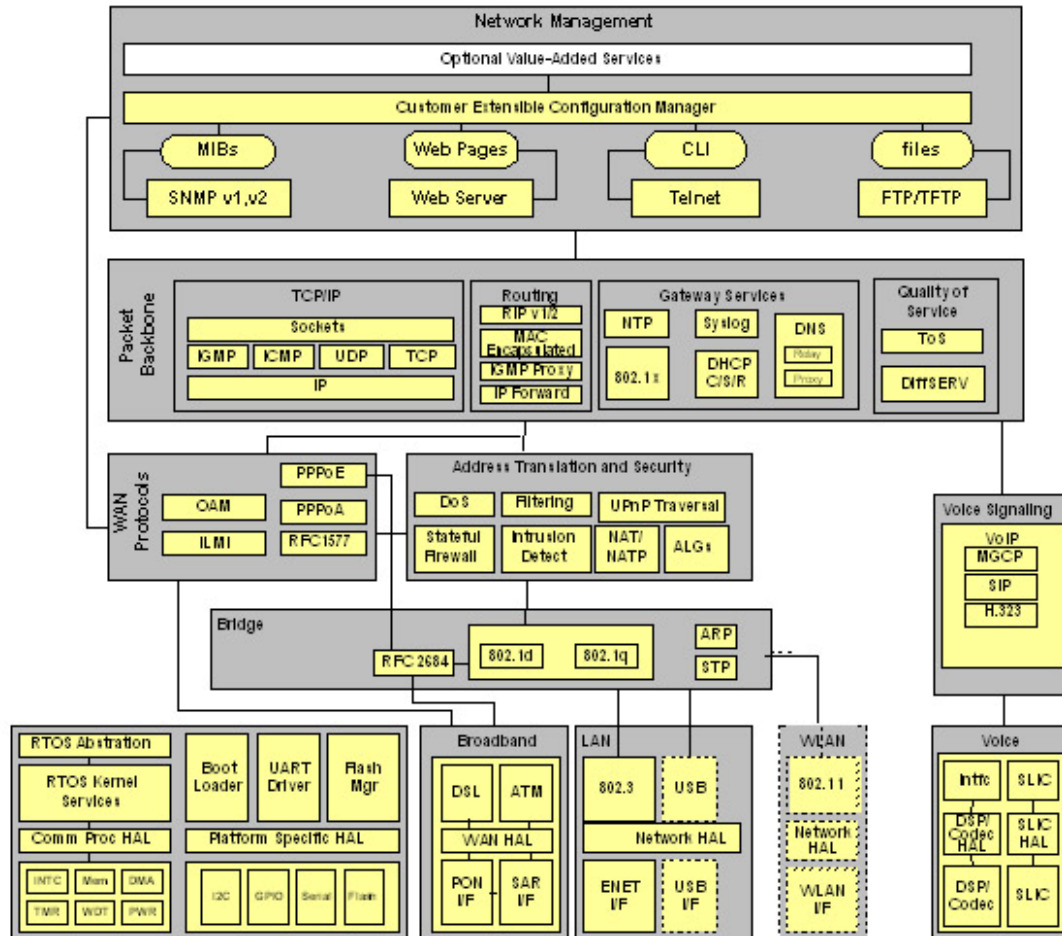 Network Management
Optional Value-Added Services
Customer Extensible Configuration Manager
MIBs
Web Pages
CLI
files
SNMP v1,v2
Web Server
Telnet
FTP/TFTP
Packet
Backbone
TCP/IP
Sockets
IGMP
ICMP
UDP
TCP
IP
Routing
RIP v1/2
MAC
Encapsulated
IGMP Proxy
IP Forward
Gateway Services
NTP
Syslog
DNS
Relay
Proxy
802.1x
DHCP
C/S/R
Quality of
Service
ToS
DiffSERV
WAN
Protocols
PPPoE
OAM
PPPoA
ILMI
RFC1577
Address Translation and Security
DoS
Filtering
UPnP Traversal
Stateful
Firewall
Intrusion
Detect
NAT/
NATP
ALGs
Voice Signaling
VoIP
MGCP
SIP
H.323
Bridge
RFC 2684
802.1d
802.1q
ARP
STP
RTOS Abstration
RTOS Kernel
Services
Boot
Loader
UART
Driver
Flash
Mgr
Comm Proc HAL
Platform Specific HAL
INTC
Mem
DMA
TMR
WDT
PWR
I2C
GPIO
Serial
Flash
Broadband
DSL
ATM
WAN HAL
PON
I/F
SAR
I/F
LAN
802.3
USB
Network HAL
ENET
I/F
USB
I/F
WLAN
802.11
Network
HAL
WLAN
I/F
Voice
Intfc
SLIC
DSP/
Codec
HAL
SLIC
HAL
DSP/
Codec
SLIC